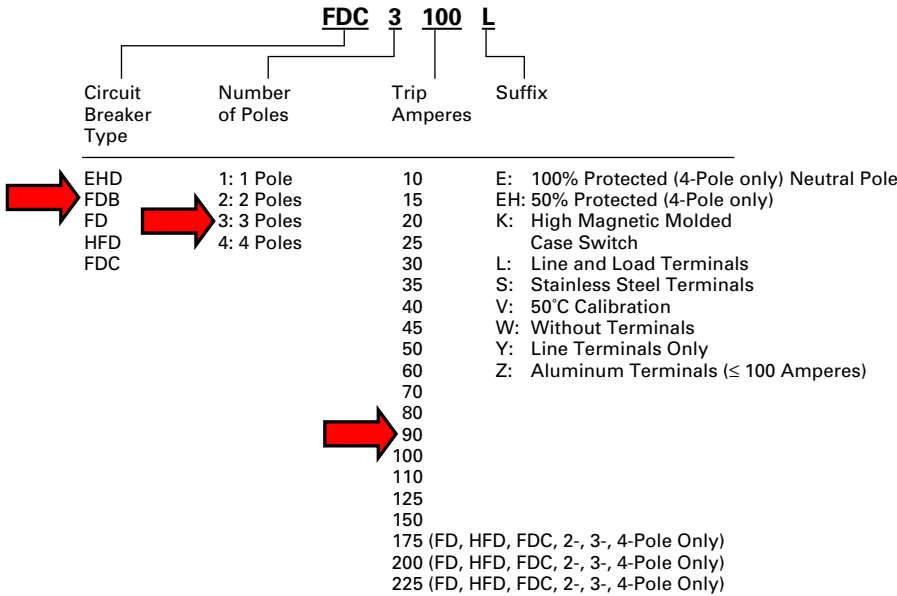 FDC 3 100 L
Circuit Breaker Type
Number of Poles
Trip Amperes
Suffix
EHD
FDB
FD
HFD
FDC
1: 1 Pole
2: 2 Poles
3: 3 Poles
4: 4 Poles
10
15
20
25
30
35
40
45
50
60
70
80
90
100
110
125
150
175 (FD, HFD, FDC, 2-, 3-, 4-Pole Only)
200 (FD, HFD, FDC, 2-, 3-, 4-Pole Only)
225 (FD, HFD, FDC, 2-, 3-, 4-Pole Only)
E: 100% Protected (4-Pole only) Neutral Pole
EH: 50% Protected (4-Pole only)
K: High Magnetic Molded
Case Switch
L: Line and Load Terminals
S: Stainless Steel Terminals
V: 50˚C Calibration
W: Without Terminals
Y: Line Terminals Only
Z: Aluminum Terminals (≤ 100 Amperes)